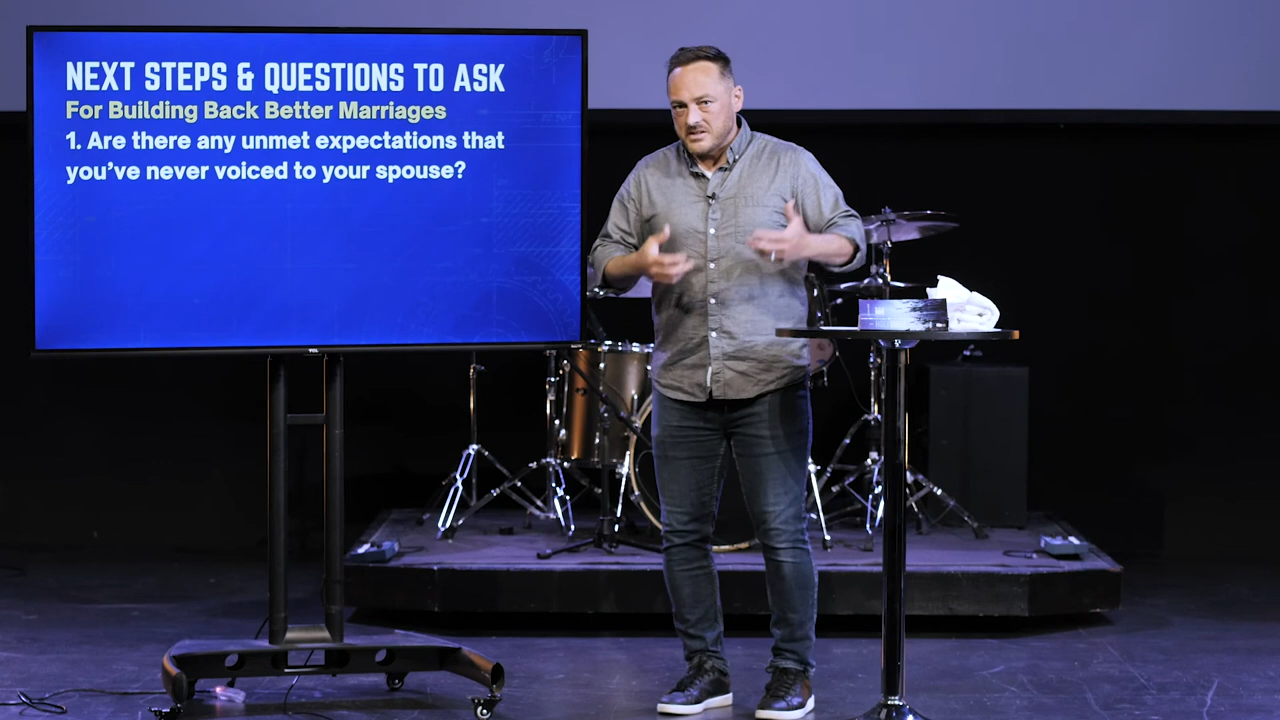 NEXT STEPS & QUESTIONS TO ASK
For Building Back Better Marriages
1. Are there any unmet expectations that
you've never voiced to your spouse?
TCL